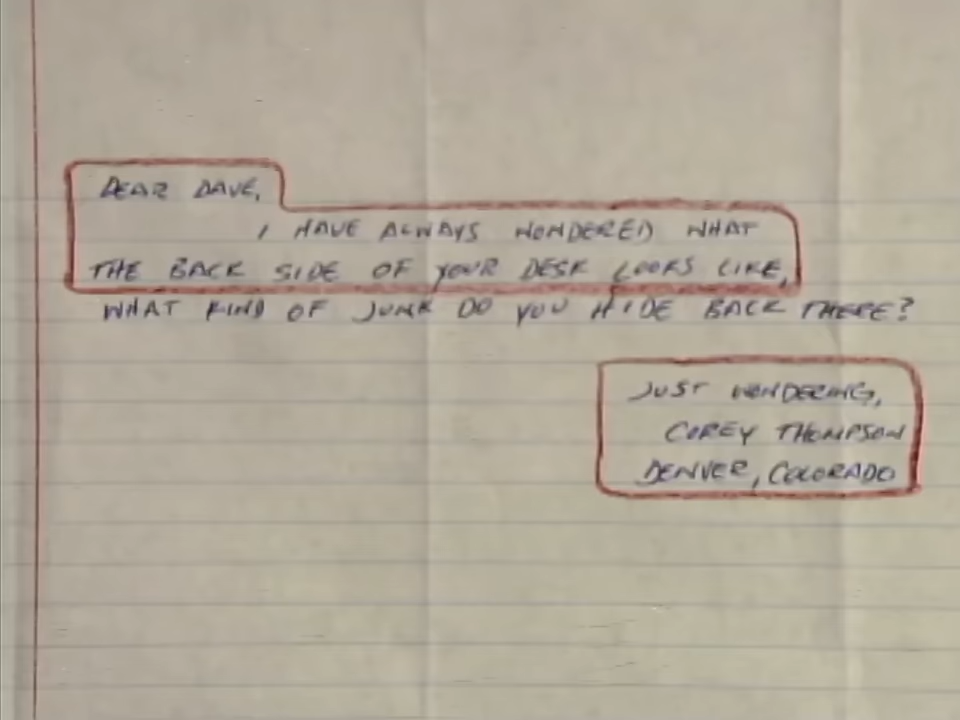 DEAR DAVE,
I HAVE ALWAYS WONDERED WHAT
THE BACK SIDE OF YOUR DESK LOOKS LIKE,
WHAT KIND OF JUNK DO YOU HIDE BACK THERE?
JUST WONDERING,
COREY THOMPSON
DENVER, COLORADO